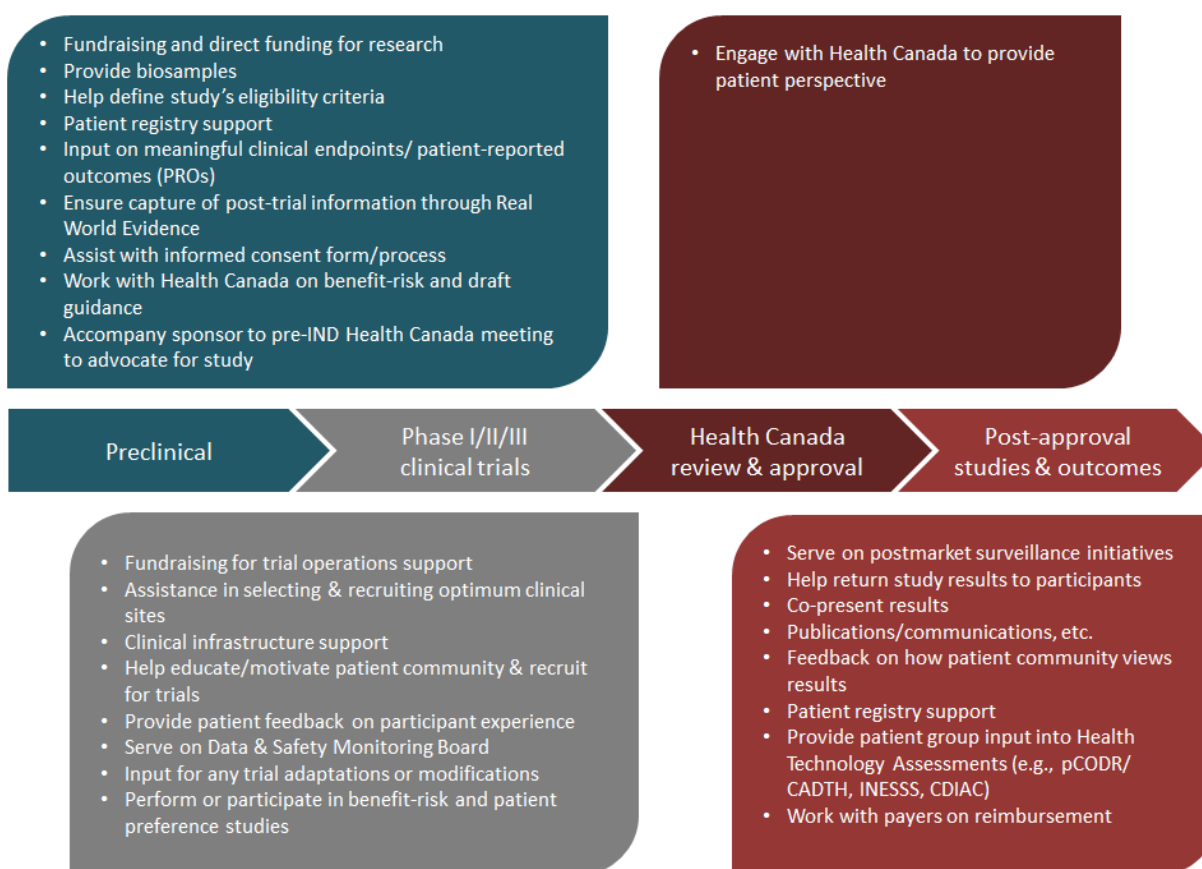 • Fundraising and direct funding for research
• Provide biosamples
• Help define study's eligibility criteria
• Patient registry support
• Input on meaningful clinical endpoints/ patient-reported
outcomes (PROs)
• Ensure capture of post-trial information through Real
World Evidence
• Assist with informed consent form/process
• Work with Health Canada on benefit-risk and draft
guidance
• Accompany sponsor to pre-IND Health Canada meeting
to advocate for study
• Engage with Health Canada to provide
patient perspective
Preclinical
Phase I/II/III
clinical trials
Health Canada
review & approval
Post-approval
studies & outcomes
• Fundraising for trial operations support
• Assistance in selecting & recruiting optimum clinical
sites
• Clinical infrastructure support
• Help educate/motivate patient community & recruit
for trials
• Provide patient feedback on participant experience
• Serve on Data & Safety Monitoring Board
• Input for any trial adaptations or modifications
• Perform or participate in benefit-risk and patient
preference studies
• Serve on postmarket surveillance initiatives
• Help return study results to participants
• Co-present results
• Publications/communications, etc.
• Feedback on how patient community views
results
• Patient registry support
• Provide patient group input into Health
Technology Assessments (e.g., pCODR/
CADTH, INESSS, CDIAC)
• Work with payers on reimbursement